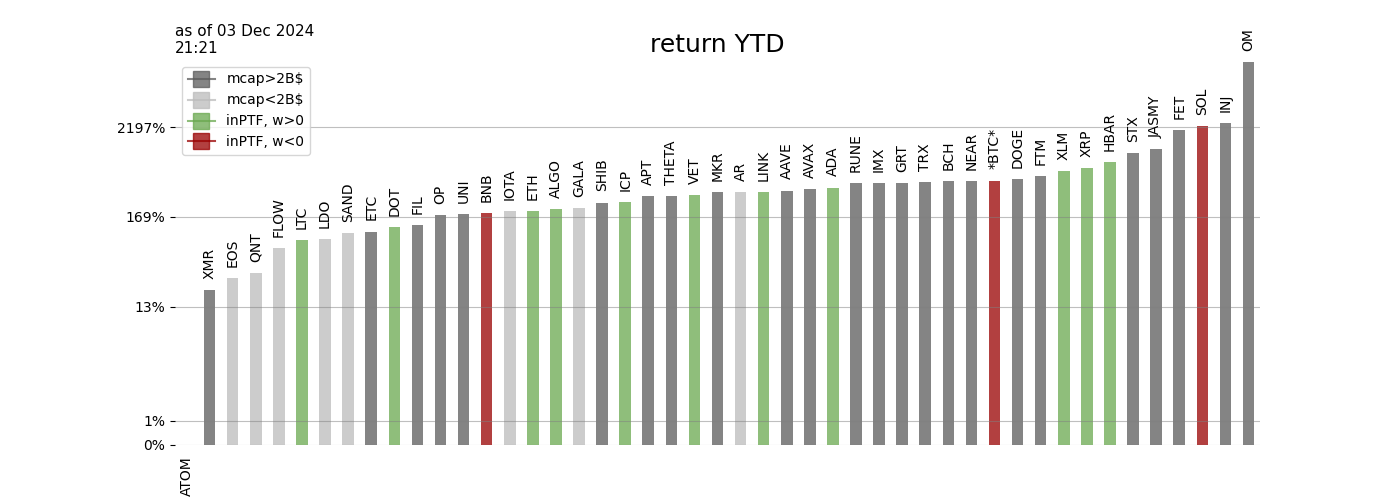 as of 03 Dec 2024
21:21
return YTD
mcap>2B$
mcap<2B$
inPTF, w>0
inPTF, w<0
2197%
169%
13%
1%
0%
ATOM
XMR
EOS
QNT
FLOW
LTC
LDO
SAND
ETC
DOT
FIL
OP
UNI
BNB
IOTA
ETH
ALGO
GALA
SHIB
ICP
APT
THETA
VET
MKR
AR
LINK
AAVE
AVAX
ADA
RUNE
IMX
GRT
TRX
BCH
NEAR
*BTC*
DOGE
FTM
XLM
XRP
HBAR
STX
JASMY
FET
SOL
INJ
OM